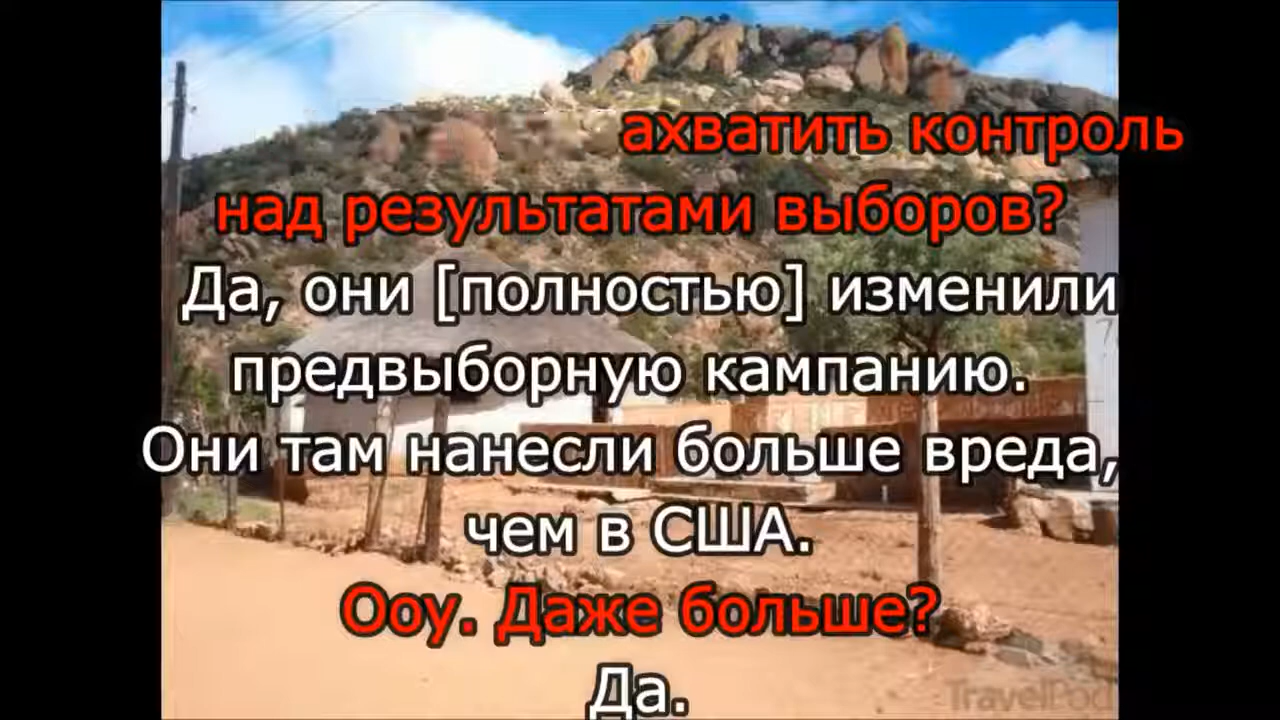 ахватить контроль
над результатами выборов?
Да, они [полностью] изменили
предвыборную кампанию.
Они там нанесли больше вреда,
чем в США.
Ооу. Даже больше?
Да.
TravelPod